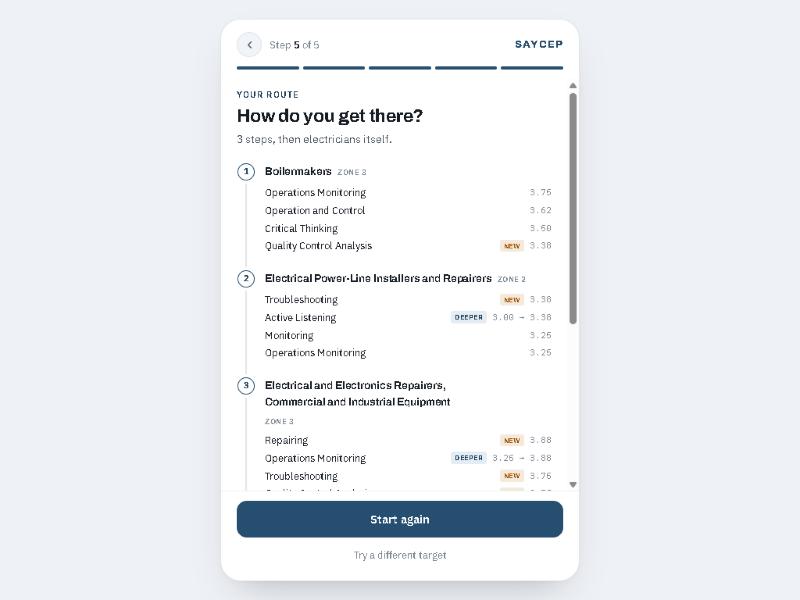 Step 5 of 5
SAYCEP
YOUR ROUTE
How do you get there?
3 steps, then electricians itself.
1 Boilermakers ZONE 3
Operations Monitoring 3.75
Operation and Control 3.62
Critical Thinking 3.50
Quality Control Analysis NEW 3.38
2 Electrical Power-Line Installers and Repairers ZONE 2
Troubleshooting NEW 3.38
Active Listening DEEPER 3.00 → 3.38
Monitoring 3.25
Operations Monitoring 3.25
3 Electrical and Electronics Repairers,
Commercial and Industrial Equipment
ZONE 3
Repairing NEW 3.88
Operations Monitoring DEEPER 3.25 → 3.88
Troubleshooting NEW 3.75
Start again
Try a different target